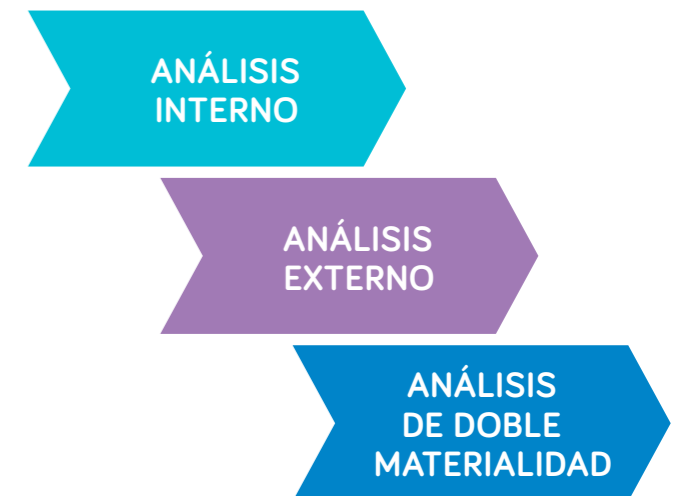 ANÁLISIS
INTERNO
ANÁLISIS
EXTERNO
ANÁLISIS
DE DOBLE
MATERIALIDAD